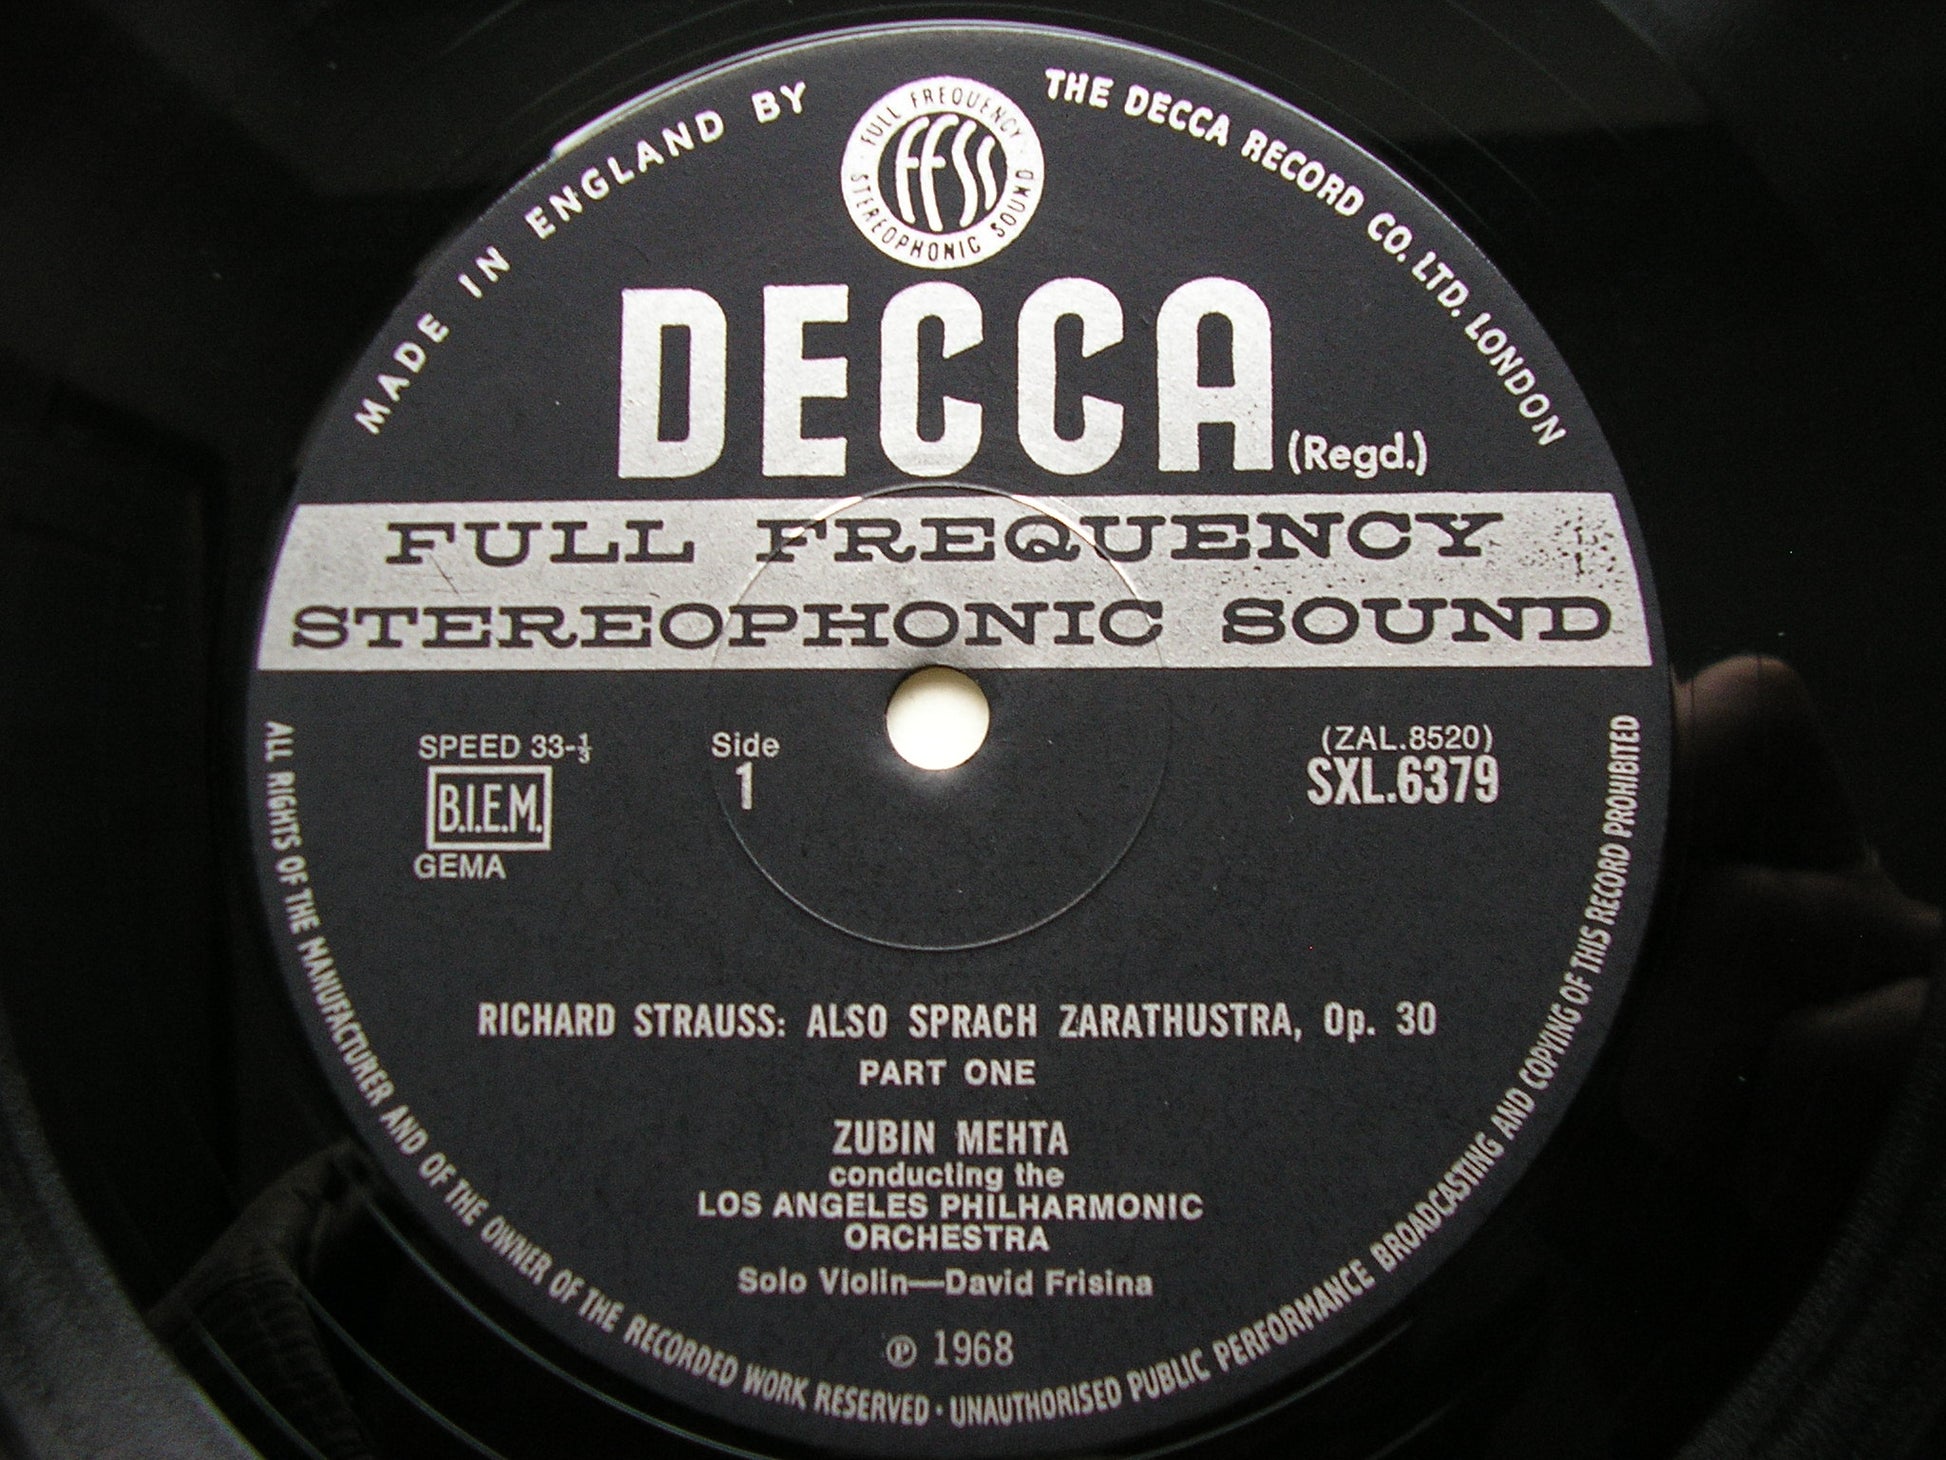 MADE IN ENGLAND BY
THE DECCA RECORD CO. LTD. LONDON
FULL FREQUENCY
FFSS
STEREOPHONIC SOUND
DECCA (Regd.)
FULL FREQUENCY
STEREOPHONIC SOUND
SPEED 33-1/3
B.I.E.M.
GEMA
Side
1
(ZAL.8520)
SXL.6379
RICHARD STRAUSS: ALSO SPRACH ZARATHUSTRA, Op. 30
PART ONE
ZUBIN MEHTA
conducting the
LOS ANGELES PHILHARMONIC
ORCHESTRA
Solo Violin—David Frisina
℗ 1968
ALL RIGHTS OF THE MANUFACTURER AND OF THE OWNER OF THE RECORDED WORK RESERVED · UNAUTHORISED PUBLIC PERFORMANCE BROADCASTING AND COPYING OF THIS RECORD PROHIBITED